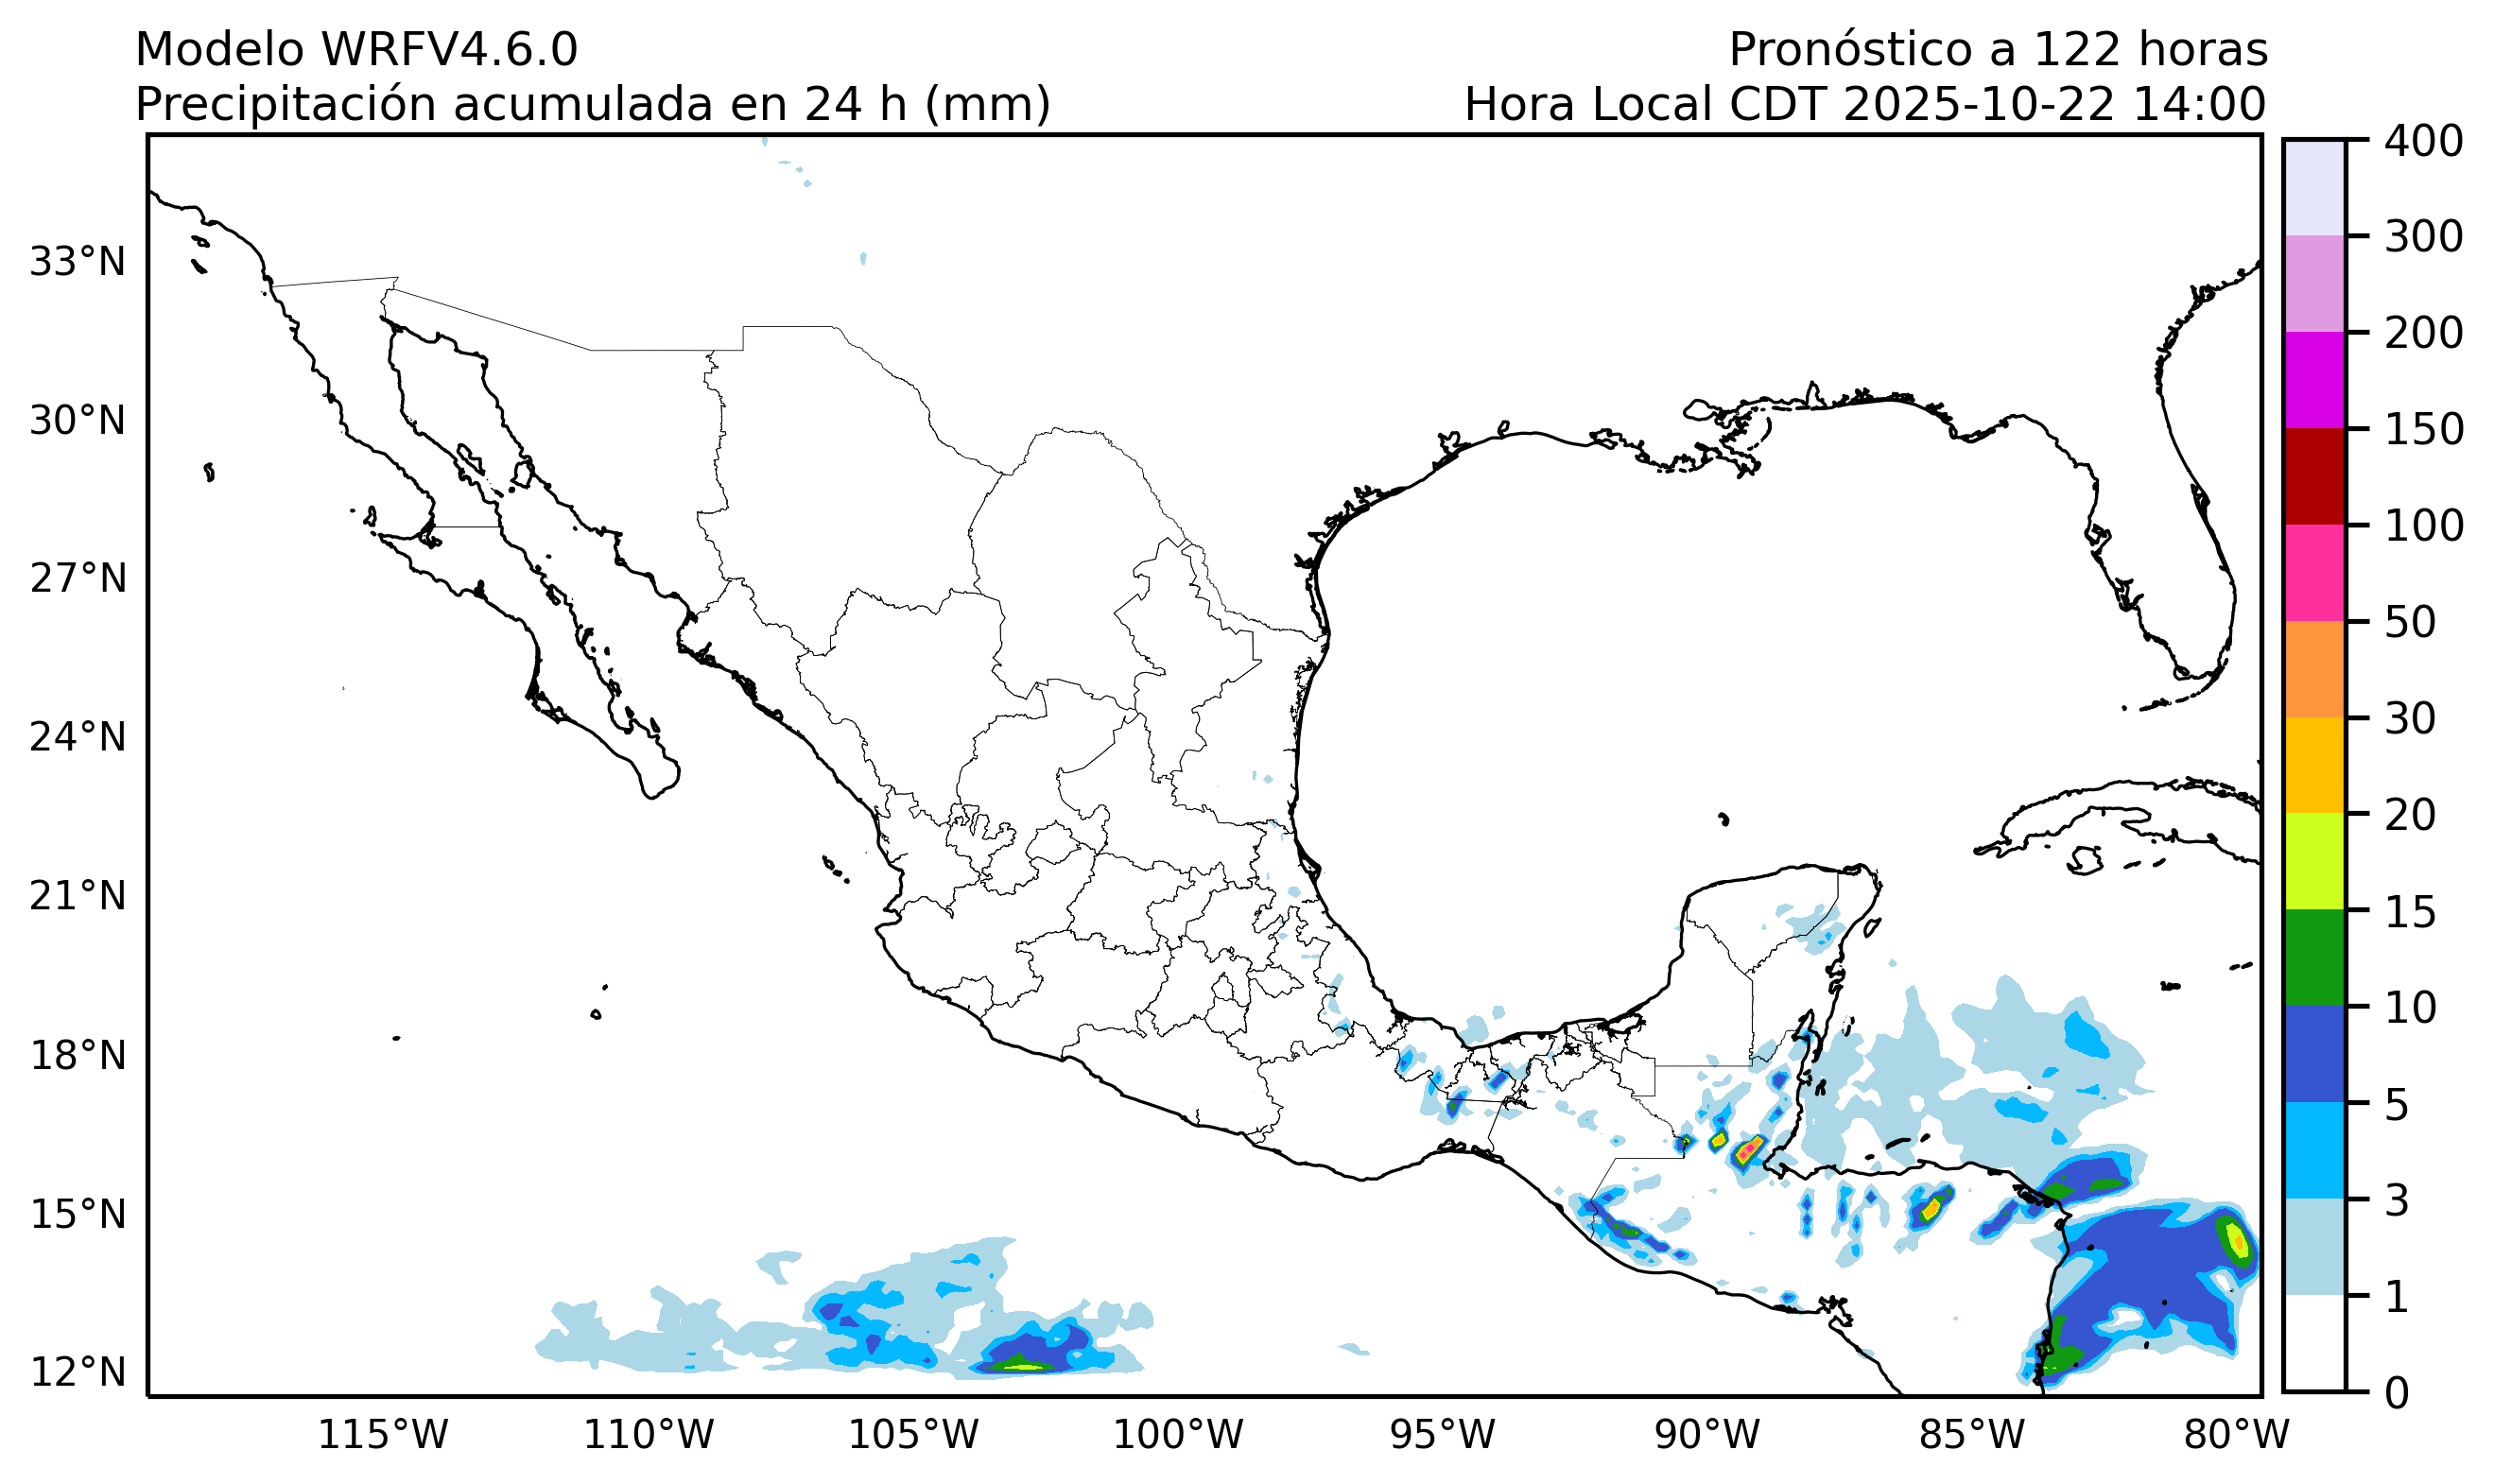 Modelo WRFV4.6.0
Pronóstico a 122 horas
Precipitación acumulada en 24 h (mm)
Hora Local CDT 2025-10-22 14:00
33°N
30°N
27°N
24°N
21°N
18°N
15°N
12°N
115°W
110°W
105°W
100°W
95°W
90°W
85°W
80°W
400
300
200
150
100
50
30
20
15
10
5
3
1
0